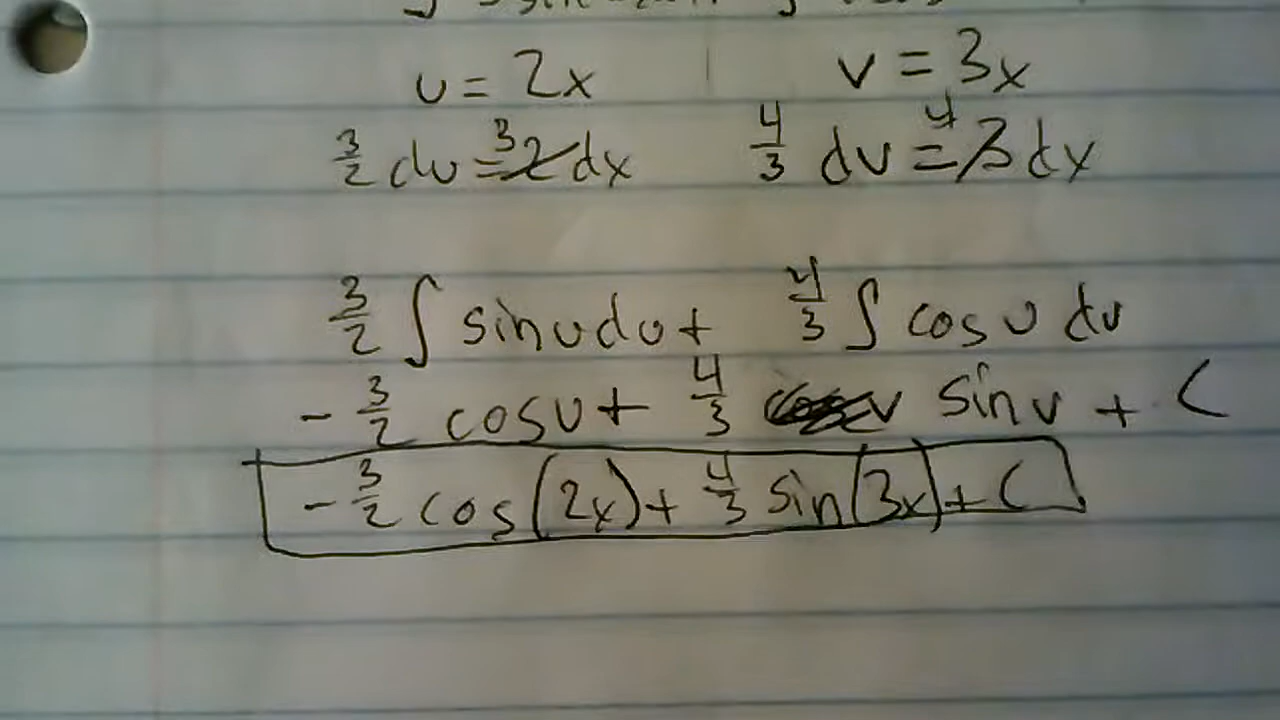 u = 2x | v = 3x
3/2 du = 3 2 dx 4/3 dv = 4 3 dx
3/2 ∫ sin u du + 4/3 ∫ cos v dv
- 3/2 cos u + 4/3 sin v + C
- 3/2 cos(2x) + 4/3 sin(3x) + C